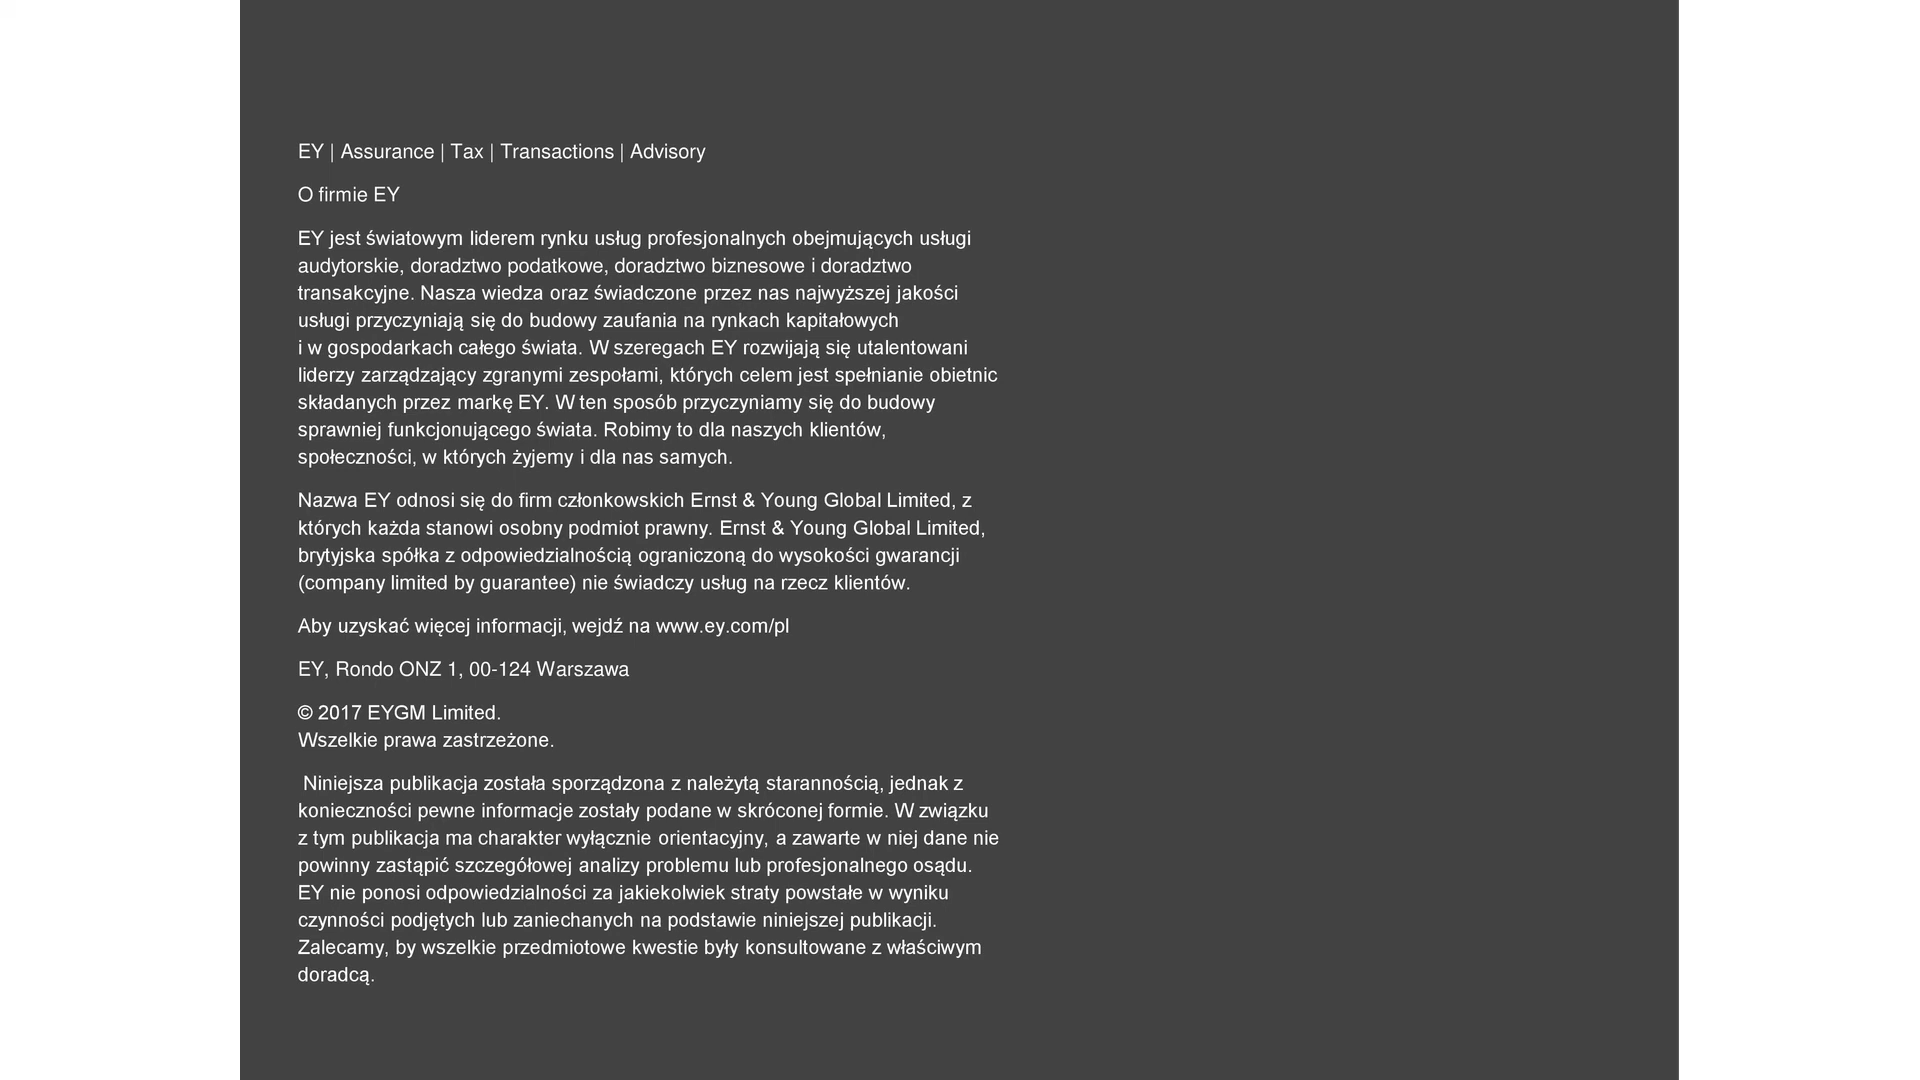 EY | Assurance | Tax | Transactions | Advisory
O firmie EY
EY jest światowym liderem rynku usług profesjonalnych obejmujących usługi
audytorskie, doradztwo podatkowe, doradztwo biznesowe i doradztwo
transakcyjne. Nasza wiedza oraz świadczone przez nas najwyższej jakości
usługi przyczyniają się do budowy zaufania na rynkach kapitałowych
i w gospodarkach całego świata. W szeregach EY rozwijają się utalentowani
liderzy zarządzający zgranymi zespołami, których celem jest spełnianie obietnic
składanych przez markę EY. W ten sposób przyczyniamy się do budowy
sprawniej funkcjonującego świata. Robimy to dla naszych klientów,
społeczności, w których żyjemy i dla nas samych.
Nazwa EY odnosi się do firm członkowskich Ernst & Young Global Limited, z
których każda stanowi osobny podmiot prawny. Ernst & Young Global Limited,
brytyjska spółka z odpowiedzialnością ograniczoną do wysokości gwarancji
(company limited by guarantee) nie świadczy usług na rzecz klientów.
Aby uzyskać więcej informacji, wejdź na www.ey.com/pl
EY, Rondo ONZ 1, 00-124 Warszawa
© 2017 EYGM Limited.
Wszelkie prawa zastrzeżone.
Niniejsza publikacja została sporządzona z należytą starannością, jednak z
konieczności pewne informacje zostały podane w skróconej formie. W związku
z tym publikacja ma charakter wyłącznie orientacyjny, a zawarte w niej dane nie
powinny zastąpić szczegółowej analizy problemu lub profesjonalnego osądu.
EY nie ponosi odpowiedzialności za jakiekolwiek straty powstałe w wyniku
czynności podjętych lub zaniechanych na podstawie niniejszej publikacji.
Zalecamy, by wszelkie przedmiotowe kwestie były konsultowane z właściwym
doradcą.